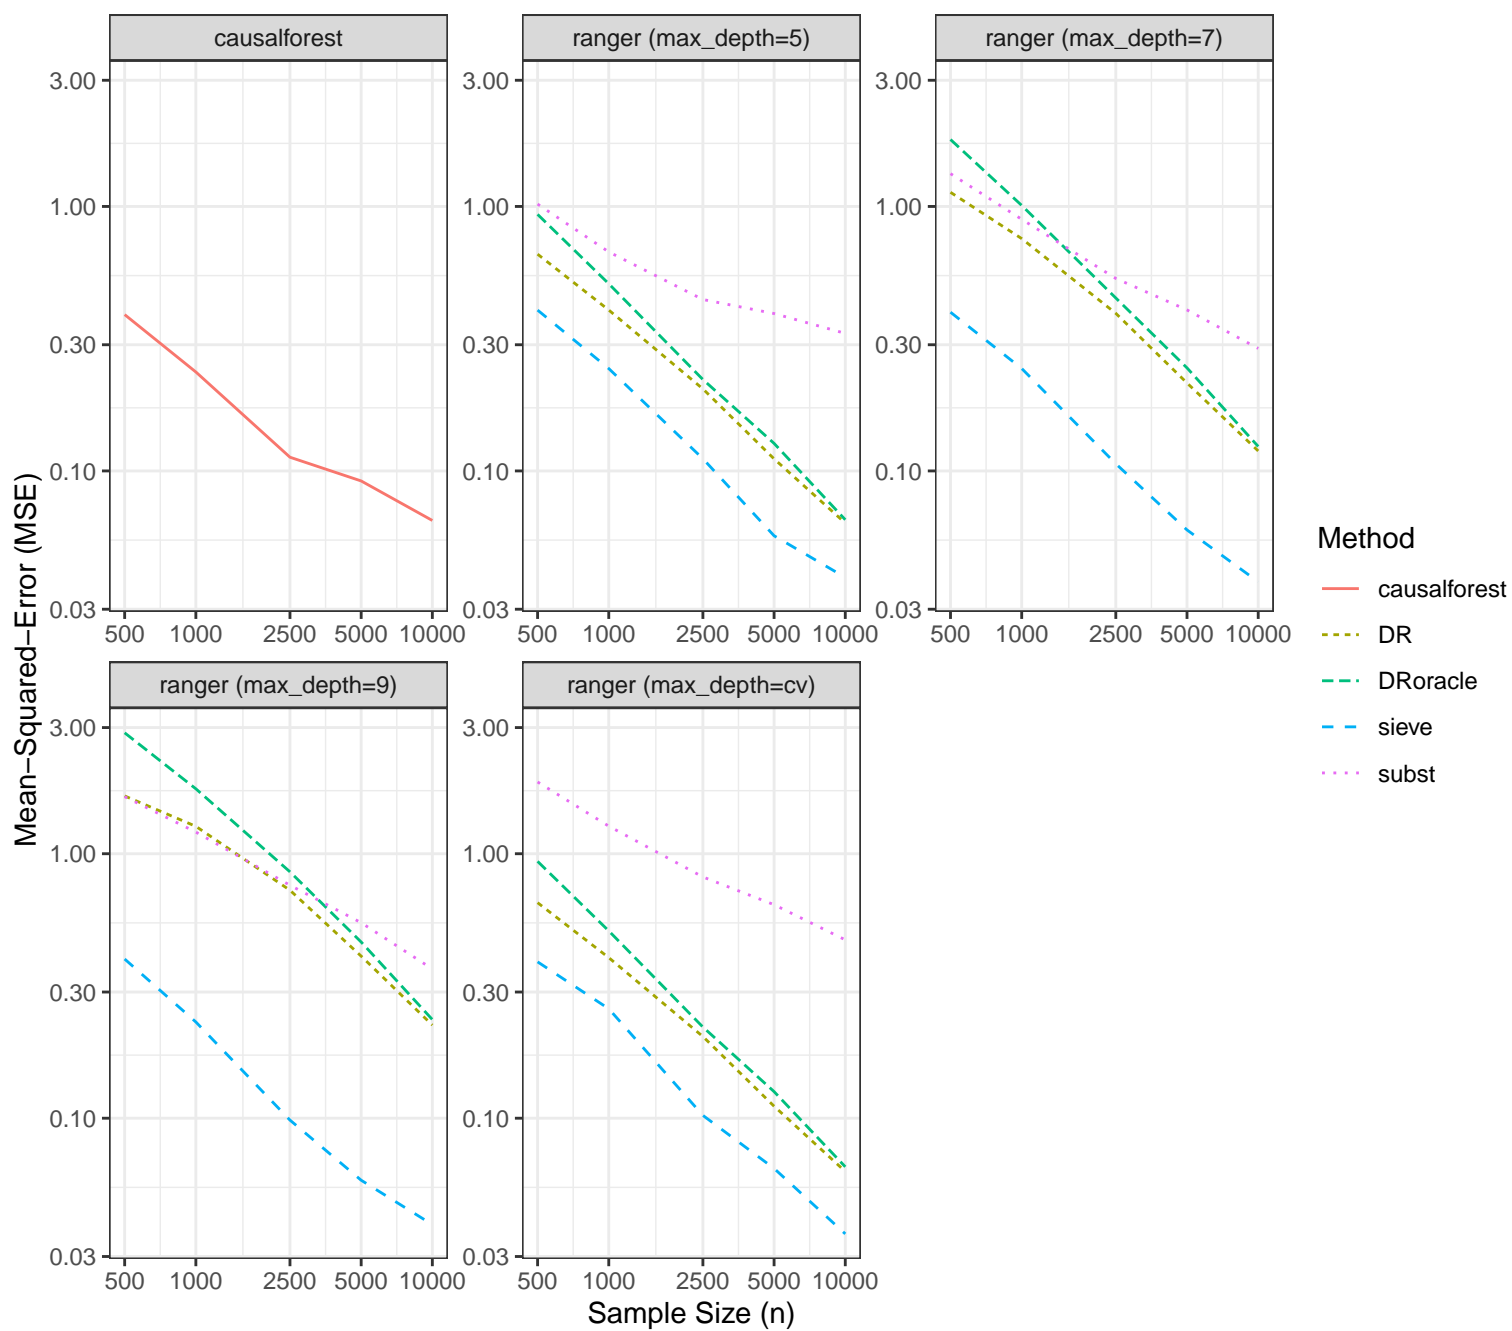 causalforest
ranger (max_depth=5)
ranger (max_depth=7)
3.00
1.00
0.30
0.10
0.03
3.00
1.00
0.30
0.10
0.03
3.00
1.00
0.30
0.10
0.03
500 1000 2500 5000 10000
500 1000 2500 5000 10000
500 1000 2500 5000 10000
ranger (max_depth=9)
ranger (max_depth=cv)
3.00
1.00
0.30
0.10
0.03
3.00
1.00
0.30
0.10
0.03
500 1000 2500 5000 10000
500 1000 2500 5000 10000
Sample Size (n)
Mean−Squared−Error (MSE)
Method
causalforest
DR
DRoracle
sieve
subst